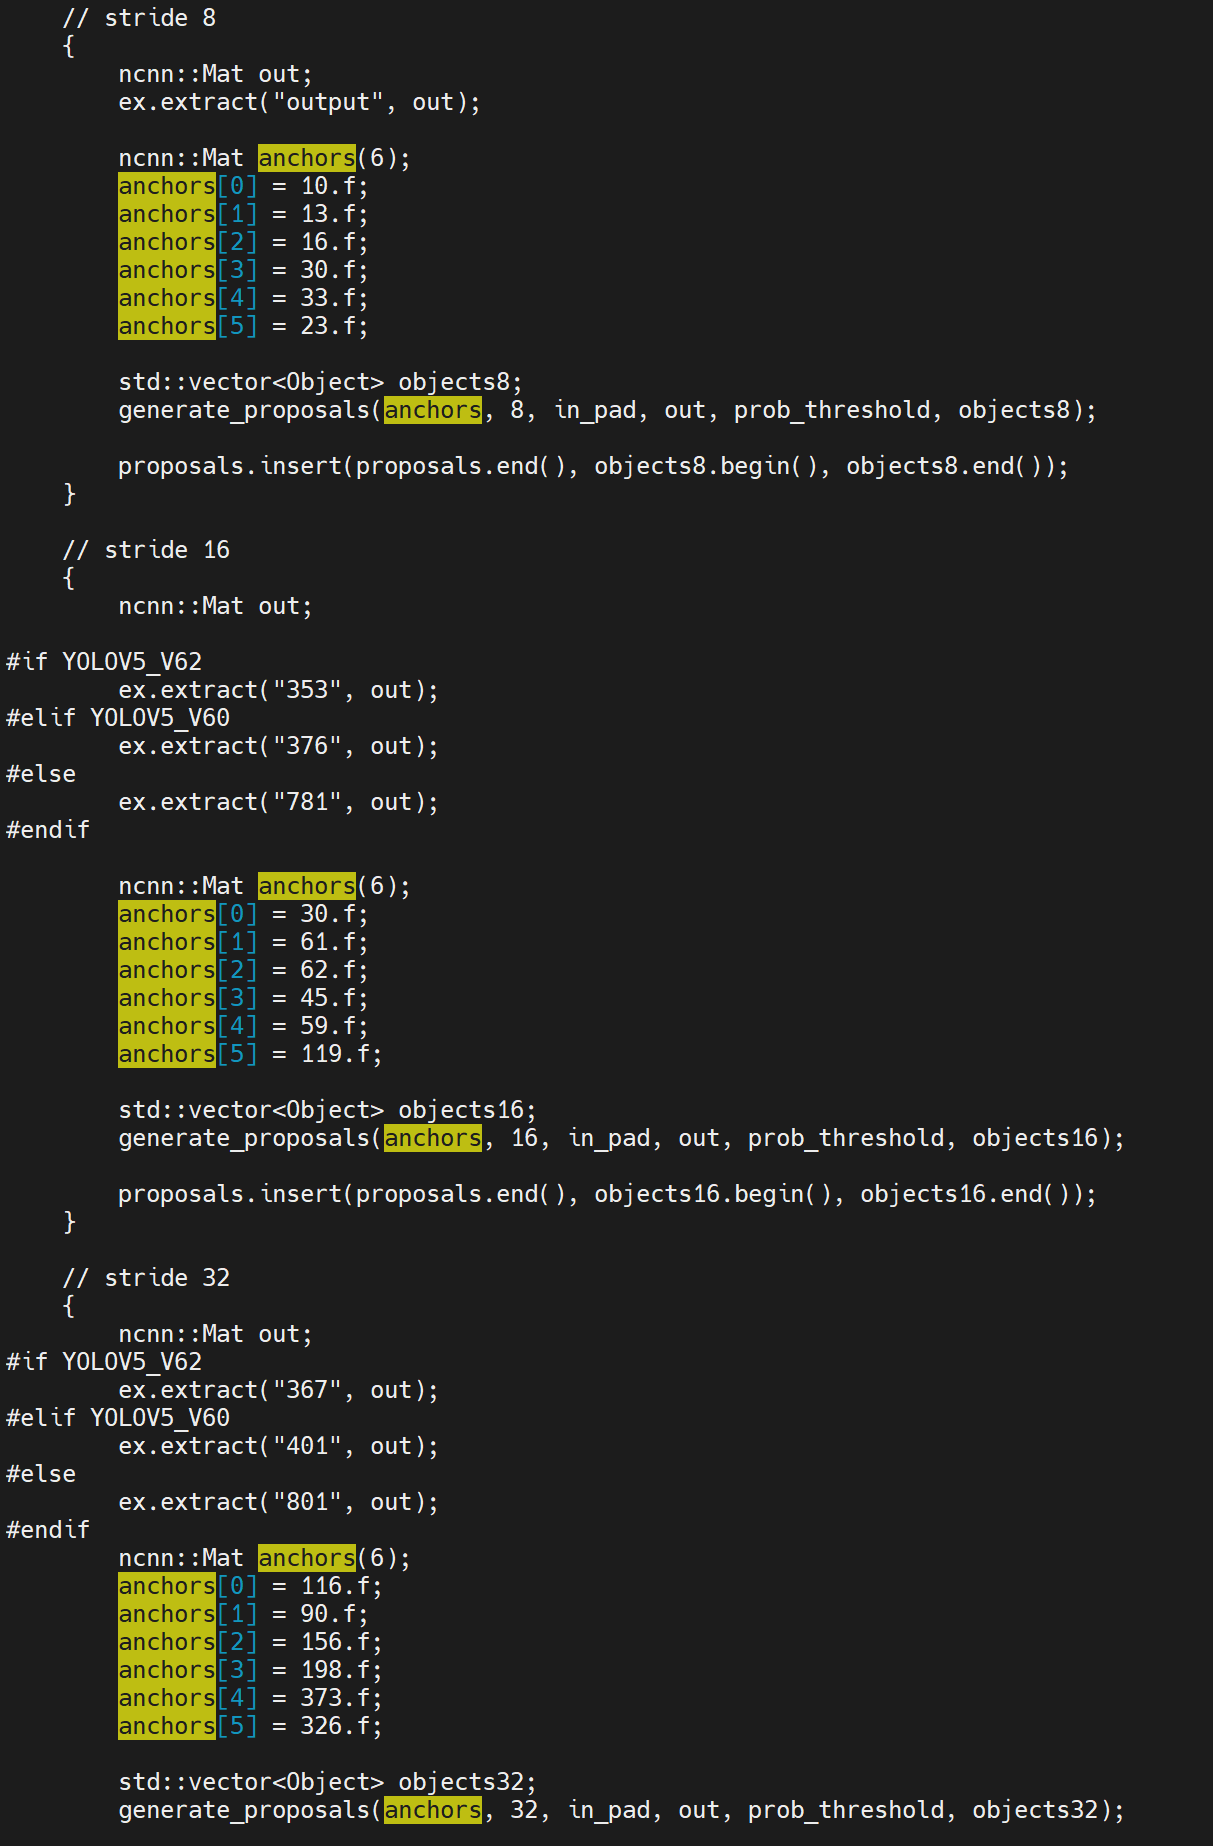 // stride 8
{
ncnn::Mat out;
ex.extract("output", out);
ncnn::Mat anchors(6);
anchors[0] = 10.f;
anchors[1] = 13.f;
anchors[2] = 16.f;
anchors[3] = 30.f;
anchors[4] = 33.f;
anchors[5] = 23.f;
std::vector<Object> objects8;
generate_proposals(anchors, 8, in_pad, out, prob_threshold, objects8);
proposals.insert(proposals.end(), objects8.begin(), objects8.end());
}
// stride 16
{
ncnn::Mat out;
#if YOLOV5_V62
ex.extract("353", out);
#elif YOLOV5_V60
ex.extract("376", out);
#else
ex.extract("781", out);
#endif
ncnn::Mat anchors(6);
anchors[0] = 30.f;
anchors[1] = 61.f;
anchors[2] = 62.f;
anchors[3] = 45.f;
anchors[4] = 59.f;
anchors[5] = 119.f;
std::vector<Object> objects16;
generate_proposals(anchors, 16, in_pad, out, prob_threshold, objects16);
proposals.insert(proposals.end(), objects16.begin(), objects16.end());
}
// stride 32
{
ncnn::Mat out;
#if YOLOV5_V62
ex.extract("367", out);
#elif YOLOV5_V60
ex.extract("401", out);
#else
ex.extract("801", out);
#endif
ncnn::Mat anchors(6);
anchors[0] = 116.f;
anchors[1] = 90.f;
anchors[2] = 156.f;
anchors[3] = 198.f;
anchors[4] = 373.f;
anchors[5] = 326.f;
std::vector<Object> objects32;
generate_proposals(anchors, 32, in_pad, out, prob_threshold, objects32);